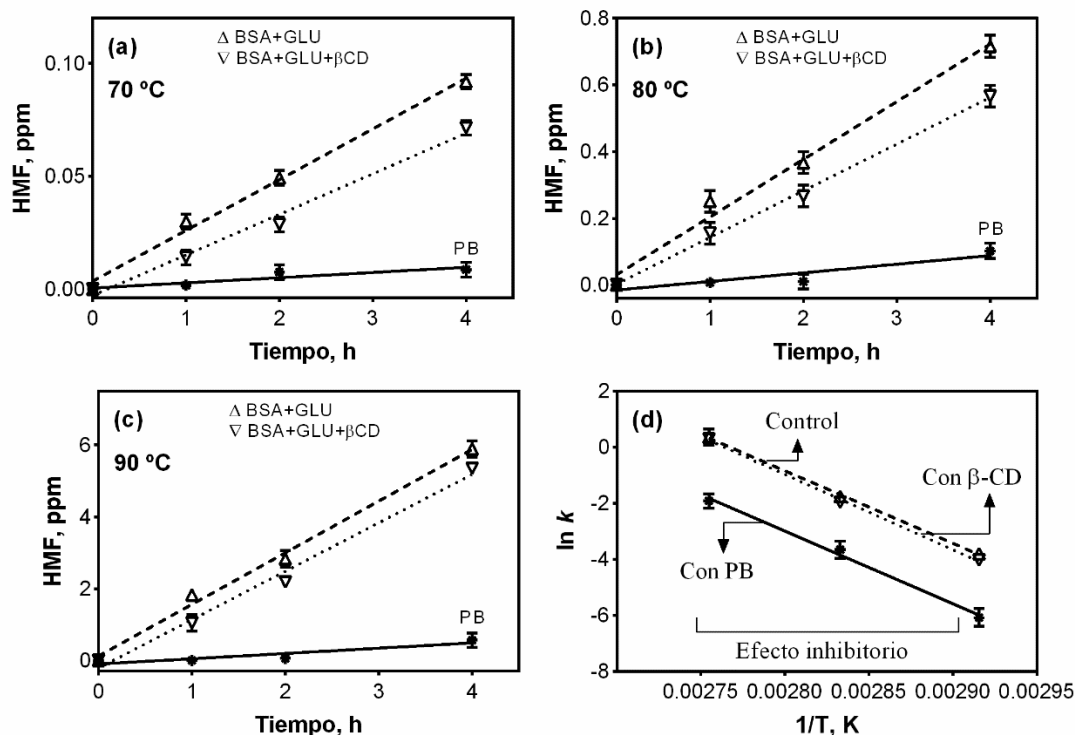 (a)
70 ºC
Δ BSA+GLU
∇ BSA+GLU+βCD
HMF, ppm
0.10
0.05
0.00
PB
0 1 2 3 4
Tiempo, h
(b)
80 ºC
Δ BSA+GLU
∇ BSA+GLU+βCD
HMF, ppm
0.8
0.6
0.4
0.2
0.0
PB
0 1 2 3 4
Tiempo, h
(c)
90 ºC
Δ BSA+GLU
∇ BSA+GLU+βCD
HMF, ppm
6
4
2
0
PB
0 1 2 3 4
Tiempo, h
(d)
Control
Con β-CD
Con PB
Efecto inhibitorio
ln k
2
0
-2
-4
-6
-8
0.00275 0.00280 0.00285 0.00290 0.00295
1/T, K